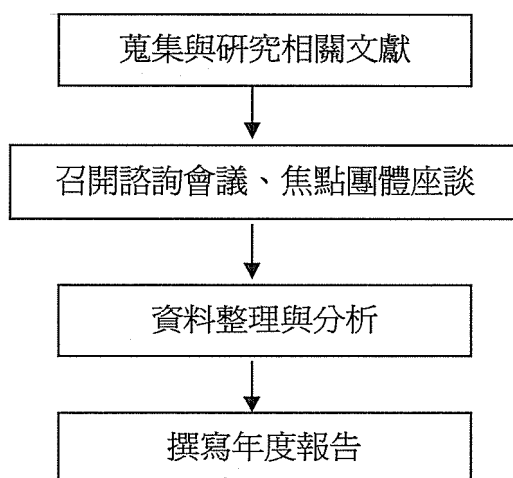 蒐集與研究相關文獻
召開諮詢會議、焦點團體座談
資料整理與分析
撰寫年度報告